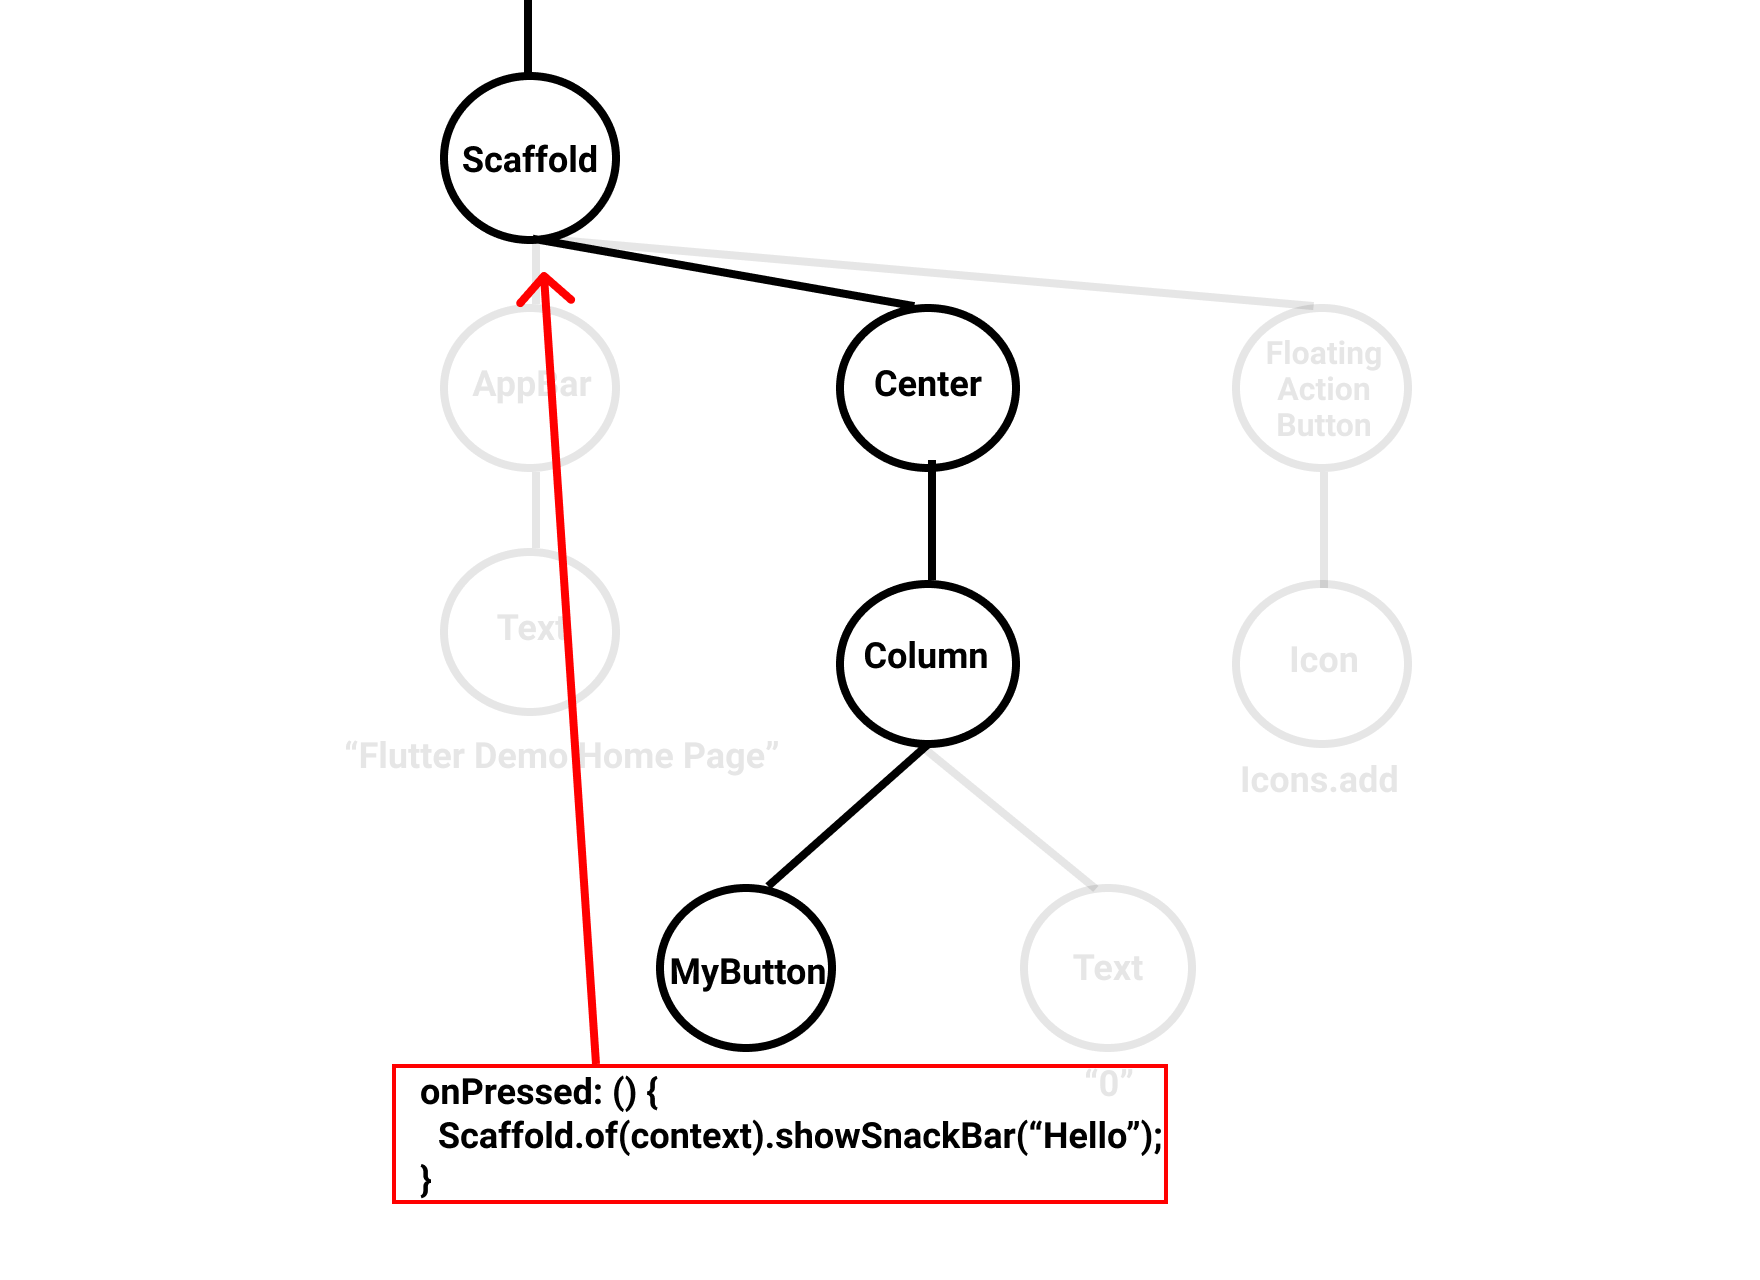 Scaffold
AppBar
Center
Floating
Action
Button
Text
Column
Icon
“Flutter Demo Home Page”
Icons.add
MyButton
Text
“0”
onPressed: () {
Scaffold.of(context).showSnackBar(“Hello”);
}